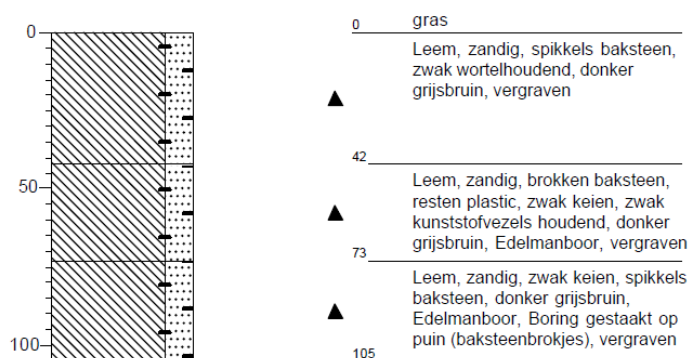 0
50
100
0 gras
Leem, zandig, spikkels baksteen,
zwak wortelhoudend, donker
grijsbruin, vergraven
42
Leem, zandig, brokken baksteen,
resten plastic, zwak keien, zwak
kunststofvezels houdend, donker
grijsbruin, Edelmanboor, vergraven
73
Leem, zandig, zwak keien, spikkels
baksteen, donker grijsbruin,
Edelmanboor, Boring gestaakt op
puin (baksteenbrokjes), vergraven
105